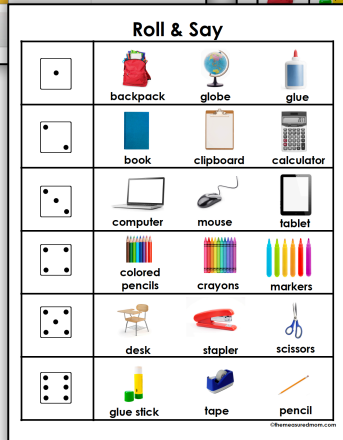 Roll & Say
backpack globe glue
book clipboard calculator
computer mouse tablet
colored
pencils crayons markers
desk stapler scissors
glue stick tape pencil
©themeasuredmom.com